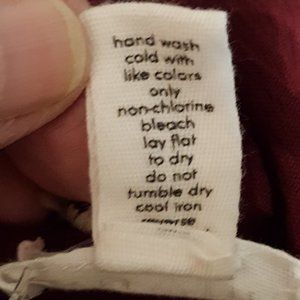 hand wash
cold with
like colors
only
non-chlorine
bleach
lay flat
to dry
do not
tumble dry
cool iron
reverse